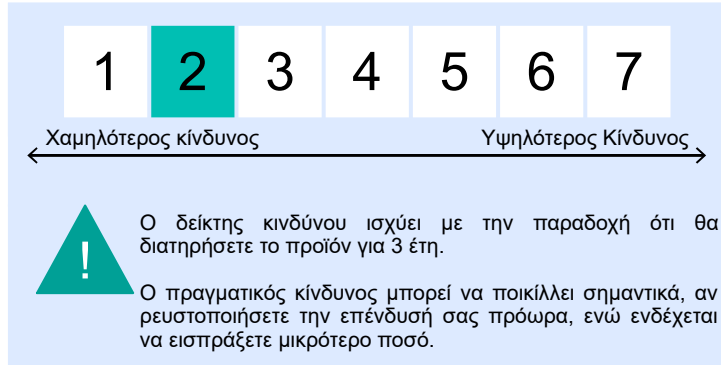 1 2 3 4 5 6 7
Χαμηλότερος κίνδυνος Υψηλότερος Κίνδυνος
! Ο δείκτης κινδύνου ισχύει με την παραδοχή ότι θα
διατηρήσετε το προϊόν για 3 έτη.
Ο πραγματικός κίνδυνος μπορεί να ποικίλλει σημαντικά, αν
ρευστοποιήσετε την επένδυσή σας πρόωρα, ενώ ενδέχεται
να εισπράξετε μικρότερο ποσό.